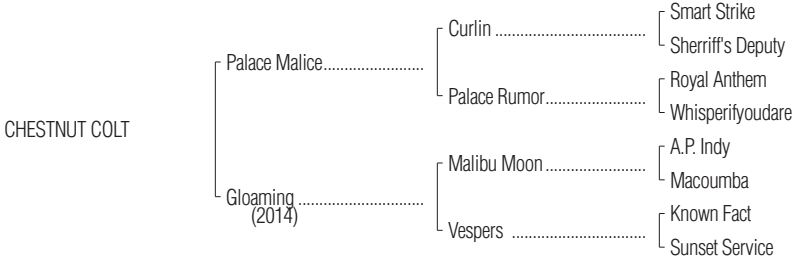 Smart Strike
Curlin ....................................
Sherriff's Deputy
Palace Malice........................
Royal Anthem
Palace Rumor........................
Whisperifyoudare
CHESTNUT COLT
A.P. Indy
Malibu Moon ........................
Macoumba
Gloaming ..............................
(2014)
Known Fact
Vespers ................................
Sunset Service